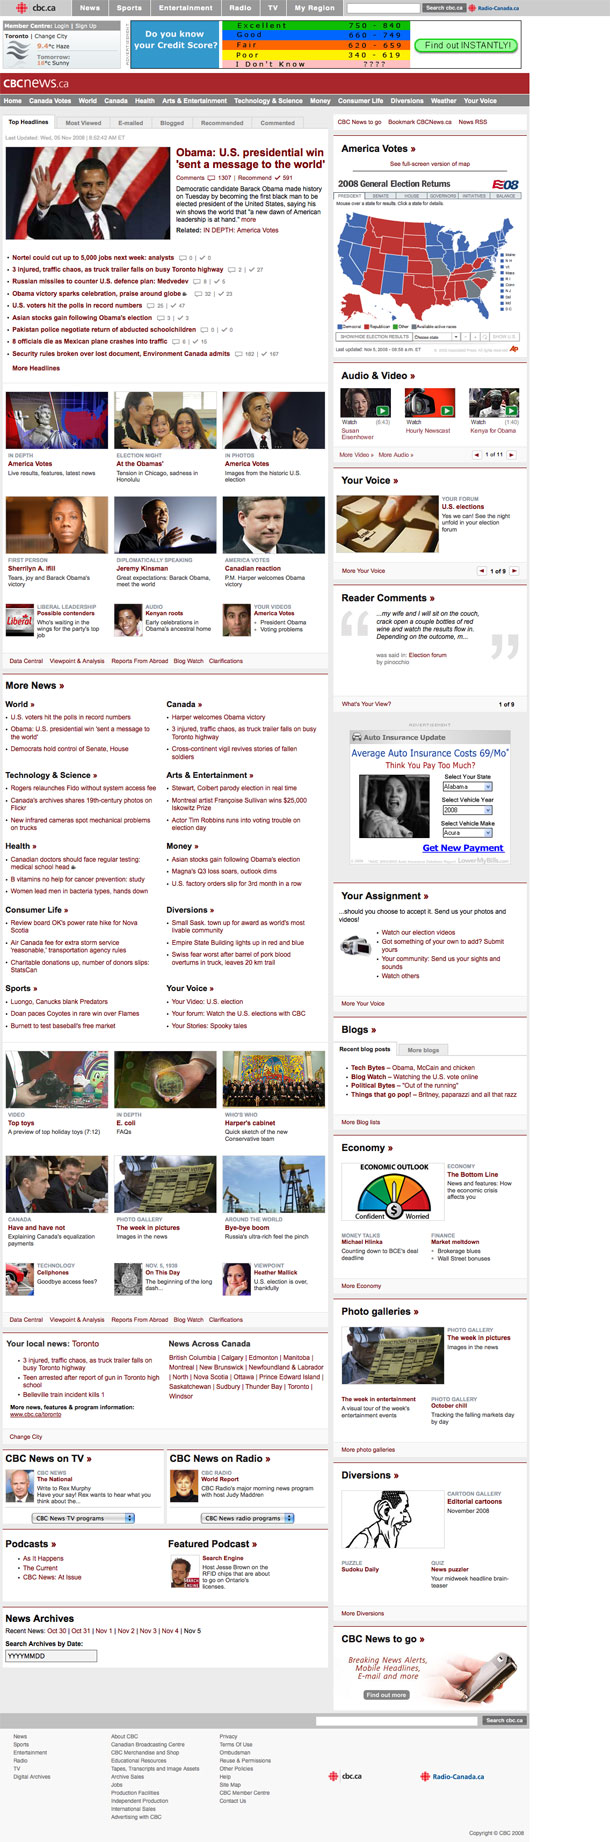 cbc.ca
News
Sports
Entertainment
Radio
TV
My Region
Search cbc.ca
Radio-Canada.ca
Member Centre: Login | Sign Up
Toronto | Change City
9.4°c Haze
Tomorrow:
18°c Sunny
Do you know
your Credit Score?
Excellent 750 - 840
Good 660 - 749
Fair 620 - 659
Poor 340 - 619
I Don't Know ????
Find out INSTANTLY!
CBCnews.ca
Home Canada Votes World Canada Health Arts & Entertainment Technology & Science Money Consumer Life Diversions Weather Your Voice
Top Headlines Most Viewed E-mailed Blogged Recommended Commented
Last Updated: Wed, 05 Nov 2008 | 6:52:42 AM ET
Obama: U.S. presidential win
'sent a message to the world'
Comments 1307 | Recommend 591
Democratic candidate Barack Obama made history
on Tuesday by becoming the first black man to be
elected president of the United States, saying his
win shows the world that "a new dawn of American
leadership is at hand." more
Related: IN DEPTH: America Votes
Nortel could cut up to 5,000 jobs next week: analysts 0 | 0
3 injured, traffic chaos, as truck trailer falls on busy Toronto highway 2 | 27
Russian missiles to counter U.S. defence plan: Medvedev 8 | 5
Obama victory sparks celebration, praise around globe 32 | 23
U.S. voters hit the polls in record numbers 25 | 47
Asian stocks gain following Obama's election 3 | 3
Pakistan police negotiate return of abducted schoolchildren 0 | 0
8 officials die as Mexican plane crashes into traffic 6 | 15
Security rules broken over lost document, Environment Canada admits 162 | 167
More Headlines
IN DEPTH
America Votes
Live results, features, latest news
ELECTION NIGHT
At the Obamas'
Tension in Chicago, sadness in
Honolulu
IN PHOTOS
America Votes
Images from the historic U.S.
election
FIRST PERSON
Sherrilyn A. Ifill
Tears, joy and Barack Obama's
victory
DIPLOMATICALLY SPEAKING
Jeremy Kinsman
Great expectations: Barack Obama,
meet the world
AMERICA VOTES
Canadian reaction
P.M. Harper welcomes Obama
victory
Liberal
LIBERAL LEADERSHIP
Possible contenders
Who's waiting in the
wings for the party's top
job
AUDIO
Kenyan roots
Early celebrations in
Obama's ancestral home
YOUR VIDEOS
America Votes
President Obama
Voting problems
Data Central Viewpoint & Analysis Reports From Abroad Blog Watch Clarifications
More News »
World »
U.S. voters hit the polls in record numbers
Obama: U.S. presidential win 'sent a message to
the world'
Democrats hold control of Senate, House
Canada »
Harper welcomes Obama victory
3 injured, traffic chaos, as truck trailer falls on busy
Toronto highway
Cross-continent vigil revives stories of fallen
soldiers
Technology & Science »
Rogers relaunches Fido without system access fee
Canada's archives shares 19th-century photos on
Flickr
New infrared cameras spot mechanical problems
on trucks
Arts & Entertainment »
Stewart, Colbert parody election in real time
Montreal artist Françoise Sullivan wins $25,000
Iskowitz Prize
Actor Tim Robbins runs into voting trouble on
election day
Health »
Canadian doctors should face regular testing:
medical school head
B vitamins no help for cancer prevention: study
Women lead men in bacteria types, hands down
Money »
Asian stocks gain following Obama's election
Magna's Q3 loss soars, outlook dims
U.S. factory orders slip for 3rd month in a row
Consumer Life »
Review board OK's power rate hike for Nova
Scotia
Air Canada fee for extra storm service
'reasonable,' transportation agency rules
Charitable donations up, number of donors slips:
StatsCan
Diversions »
Small Sask. town up for award as world's most
livable community
Empire State Building lights up in red and blue
Swiss fear worst after barrel of pork blood
overturns in truck, leaves 20 km trail
Sports »
Luongo, Canucks blank Predators
Doan paces Coyotes in rare win over Flames
Burnett to test baseball's free market
Your Voice »
Your Video: U.S. election
Your forum: Watch the U.S. elections with CBC
Your Stories: Spooky tales
VIDEO
Top toys
A preview of top holiday toys (7:12)
IN DEPTH
E. coli
FAQs
WHO'S WHO
Harper's cabinet
Quick sketch of the new
Conservative team
CANADA
Have and have not
Explaining Canada's equalization
payments
PHOTO GALLERY
The week in pictures
Images in the news
AROUND THE WORLD
Bye-bye boom
Russia's ultra-rich feel the pinch
TECHNOLOGY
Cellphones
Goodbye access fees?
NOV. 5, 1938
On This Day
The beginning of the long
dash...
VIEWPOINT
Heather Mallick
U.S. election is over,
thankfully
Data Central Viewpoint & Analysis Reports From Abroad Blog Watch Clarifications
Your local news: Toronto
3 injured, traffic chaos, as truck trailer falls on
busy Toronto highway
Teen arrested after report of gun in Toronto high
school
Belleville train incident kills 1
More news, features & program information:
www.cbc.ca/toronto
Change City
News Across Canada
British Columbia | Calgary | Edmonton | Manitoba |
Montreal | New Brunswick | Newfoundland & Labrador
| North | Nova Scotia | Ottawa | Prince Edward Island |
Saskatchewan | Sudbury | Thunder Bay | Toronto |
Windsor
CBC News on TV »
CBC NEWS
The National
Write to Rex Murphy
Have your say! Rex wants to hear what you
think about the...
CBC News TV programs
CBC News on Radio »
CBC RADIO
World Report
CBC Radio's major morning news program
with host Judy Maddren
CBC News radio programs
Podcasts »
As It Happens
The Current
CBC News: At Issue
Featured Podcast »
Search Engine
Host Jesse Brown on the
RFID chips that are about
to go on Ontario's
licenses.
News Archives
Recent News: Oct 30 | Oct 31 | Nov 1 | Nov 2 | Nov 3 | Nov 4 | Nov 5
Search Archives by Date:
YYYYMMDD
CBC News to go Bookmark CBCNews.ca News RSS
America Votes »
See full-screen version of map
2008 General Election Returns
PRESIDENT SENATE HOUSE GOVERNORS INITIATIVES BALANCE
Mouse over a state for results. Click a state for details.
Democrat Republican Other Available active races
SHOW/HIDE ELECTION RESULTS Choose state
Audio & Video »
Watch (6:43)
Susan
Eisenhower
Watch
Hourly Newscast
Watch (1:40)
Kenya for Obama
More Video » More Audio » 1 of 11
Your Voice »
YOUR FORUM
U.S. elections
Yes we can! See the night
unfold in your election
forum
More Your Voice 1 of 9
Reader Comments »
...my wife and I will sit on the couch,
crack open a couple bottles of red
wine and watch the results flow in.
Depending on the outcome, m...
was said in: Election forum
by pinocchio
What's Your View? 1 of 9
ADVERTISEMENT
Auto Insurance Update
Average Auto Insurance Costs 69/Mo*
Think You Pay Too Much?
Select Your State
Alabama
Select Vehicle Year
2008
Select Vehicle Make
Acura
Get New Payment
LowerMyBills.com
Your Assignment »
...should you choose to accept it. Send us your photos and
videos!
Watch our election videos
Got something of your own to add? Submit
yours
Your community: Send us your sights and
sounds
Watch others
More Your Voice
Blogs »
Recent blog posts More blogs
Tech Bytes – Obama, McCain and chicken
Blog Watch – Watching the U.S. vote online
Political Bytes – "Out of the running"
Things that go pop! – Britney, paparazzi and all that razz
More Blog lists
Economy »
ECONOMIC OUTLOOK
Confident $ Worried
ECONOMY
The Bottom Line
News and features: How
the economic crisis
affects you
MONEY TALKS
Michael Hlinka
Counting down to BCE's deal
deadline
FINANCE
Market meltdown
Brokerage blues
Wall Street bonuses
More Economy
Photo galleries »
PHOTO GALLERY
The week in pictures
Images in the news
The week in entertainment
A visual tour of the week's
entertainment events
PHOTO GALLERY
October chill
Tracking the falling markets day
by day
More photo galleries
Diversions »
CARTOON GALLERY
Editorial cartoons
November 2008
PUZZLE
Sudoku Daily
QUIZ
News puzzler
Your midweek headline brain-
teaser
More Diversions
CBC News to go »
Breaking News Alerts,
Mobile Headlines,
E-mail and more
Find out more
Search cbc.ca
News
Sports
Entertainment
Radio
TV
Digital Archives
About CBC
Canadian Broadcasting Centre
CBC Merchandise and Shop
Educational Resources
Tapes, Transcripts and Image Assets
Archive Sales
Jobs
Production Facilities
Independent Production
International Sales
Advertising with CBC
Privacy
Terms Of Use
Ombudsman
Reuse & Permissions
Other Policies
Help
Site Map
CBC Member Centre
Contact Us
cbc.ca
Radio-Canada.ca
Copyright © CBC 2008